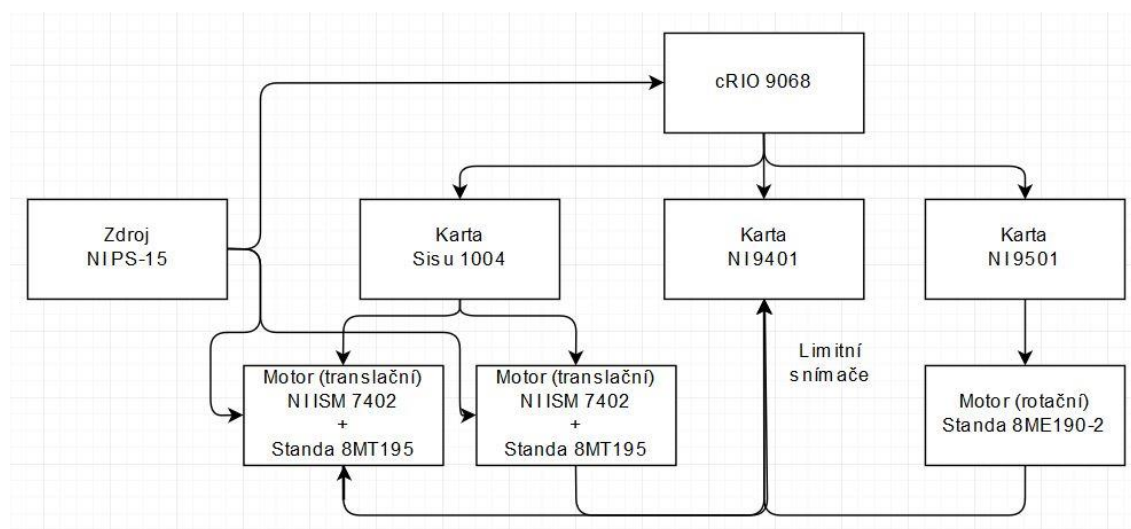 cRIO 9068
Zdroj
NIPS-15
Karta
Sisu 1004
Karta
NI9401
Karta
NI9501
Limitní
snímače
Motor (translační)
NIISM 7402
+
Standa 8MT195
Motor (translační)
NIISM 7402
+
Standa 8MT195
Motor (rotační)
Standa 8ME190-2